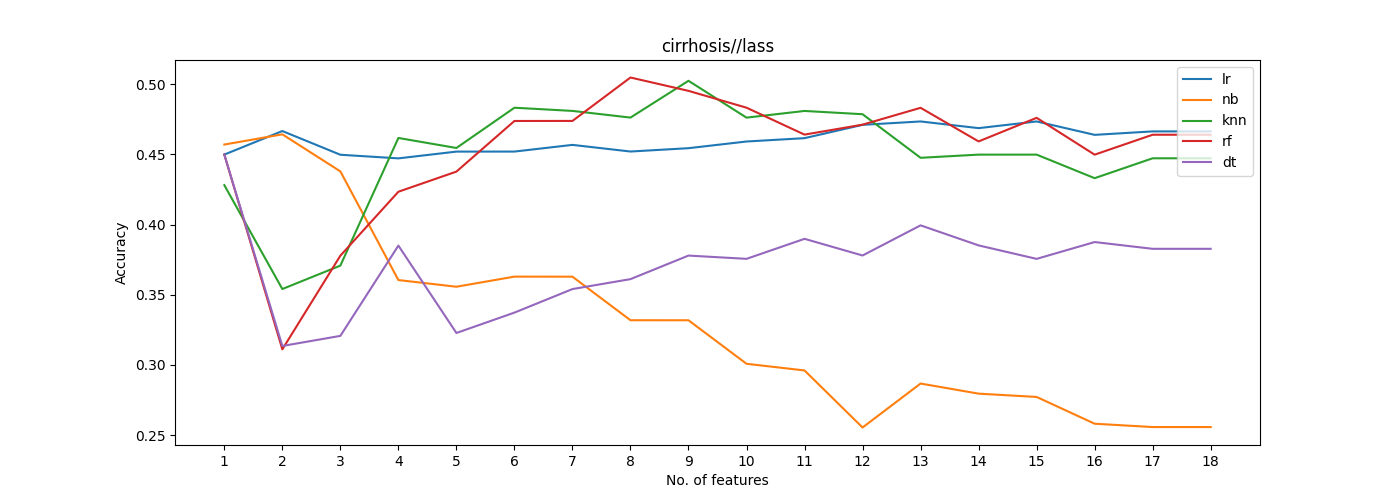 cirrhosis//lass
lr
nb
knn
rf
dt
Accuracy
0.50
0.45
0.40
0.35
0.30
0.25
1 2 3 4 5 6 7 8 9 10 11 12 13 14 15 16 17 18
No. of features